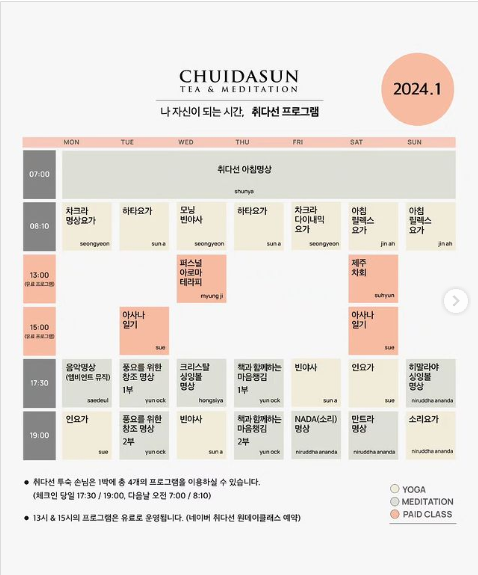 CHUIDASUN
TEA & MEDITATION
나 자신이 되는 시간, 취다선 프로그램
2024.1
MON TUE WED THU FRI SAT SUN
07:00
취다선 아침명상
shunya
08:10
차크라
명상요가
seongyeon
하타요가
sun a
모닝
빈야사
seongyeon
하타요가
sun a
차크라
다이내믹
요가
seongyeon
아침
릴렉스
요가
jin ah
아침
릴렉스
요가
jin ah
13:00
(유료 프로그램)
퍼스널
아로마
테라피
myung ji
제주
차회
suhyun
15:00
(유료 프로그램)
아사나
일기
sue
아사나
일기
sue
17:30
음악명상
(앰비언트 뮤직)
saedeul
풍요를 위한
창조 명상
1부
yun ock
크리스탈
싱잉볼
명상
hongsiya
책과 함께하는
마음챙김
1부
yun ock
빈야사
sun a
인요가
sue
히말라야
싱잉볼
명상
niruddha ananda
19:00
인요가
sue
풍요를 위한
창조 명상
2부
yun ock
빈야사
sun a
책과 함께하는
마음챙김
2부
yun ock
NADA(소리)
명상
niruddha ananda
만트라
명상
niruddha ananda
소리요가
niruddha ananda
● 취다선 투숙 손님은 1박에 총 4개의 프로그램을 이용하실 수 있습니다.
(체크인 당일 17:30 / 19:00, 다음날 오전 7:00 / 8:10)
● 13시 & 15시의 프로그램은 유료로 운영됩니다. (네이버 취다선 원데이클래스 예약)
YOGA
MEDITATION
PAID CLASS